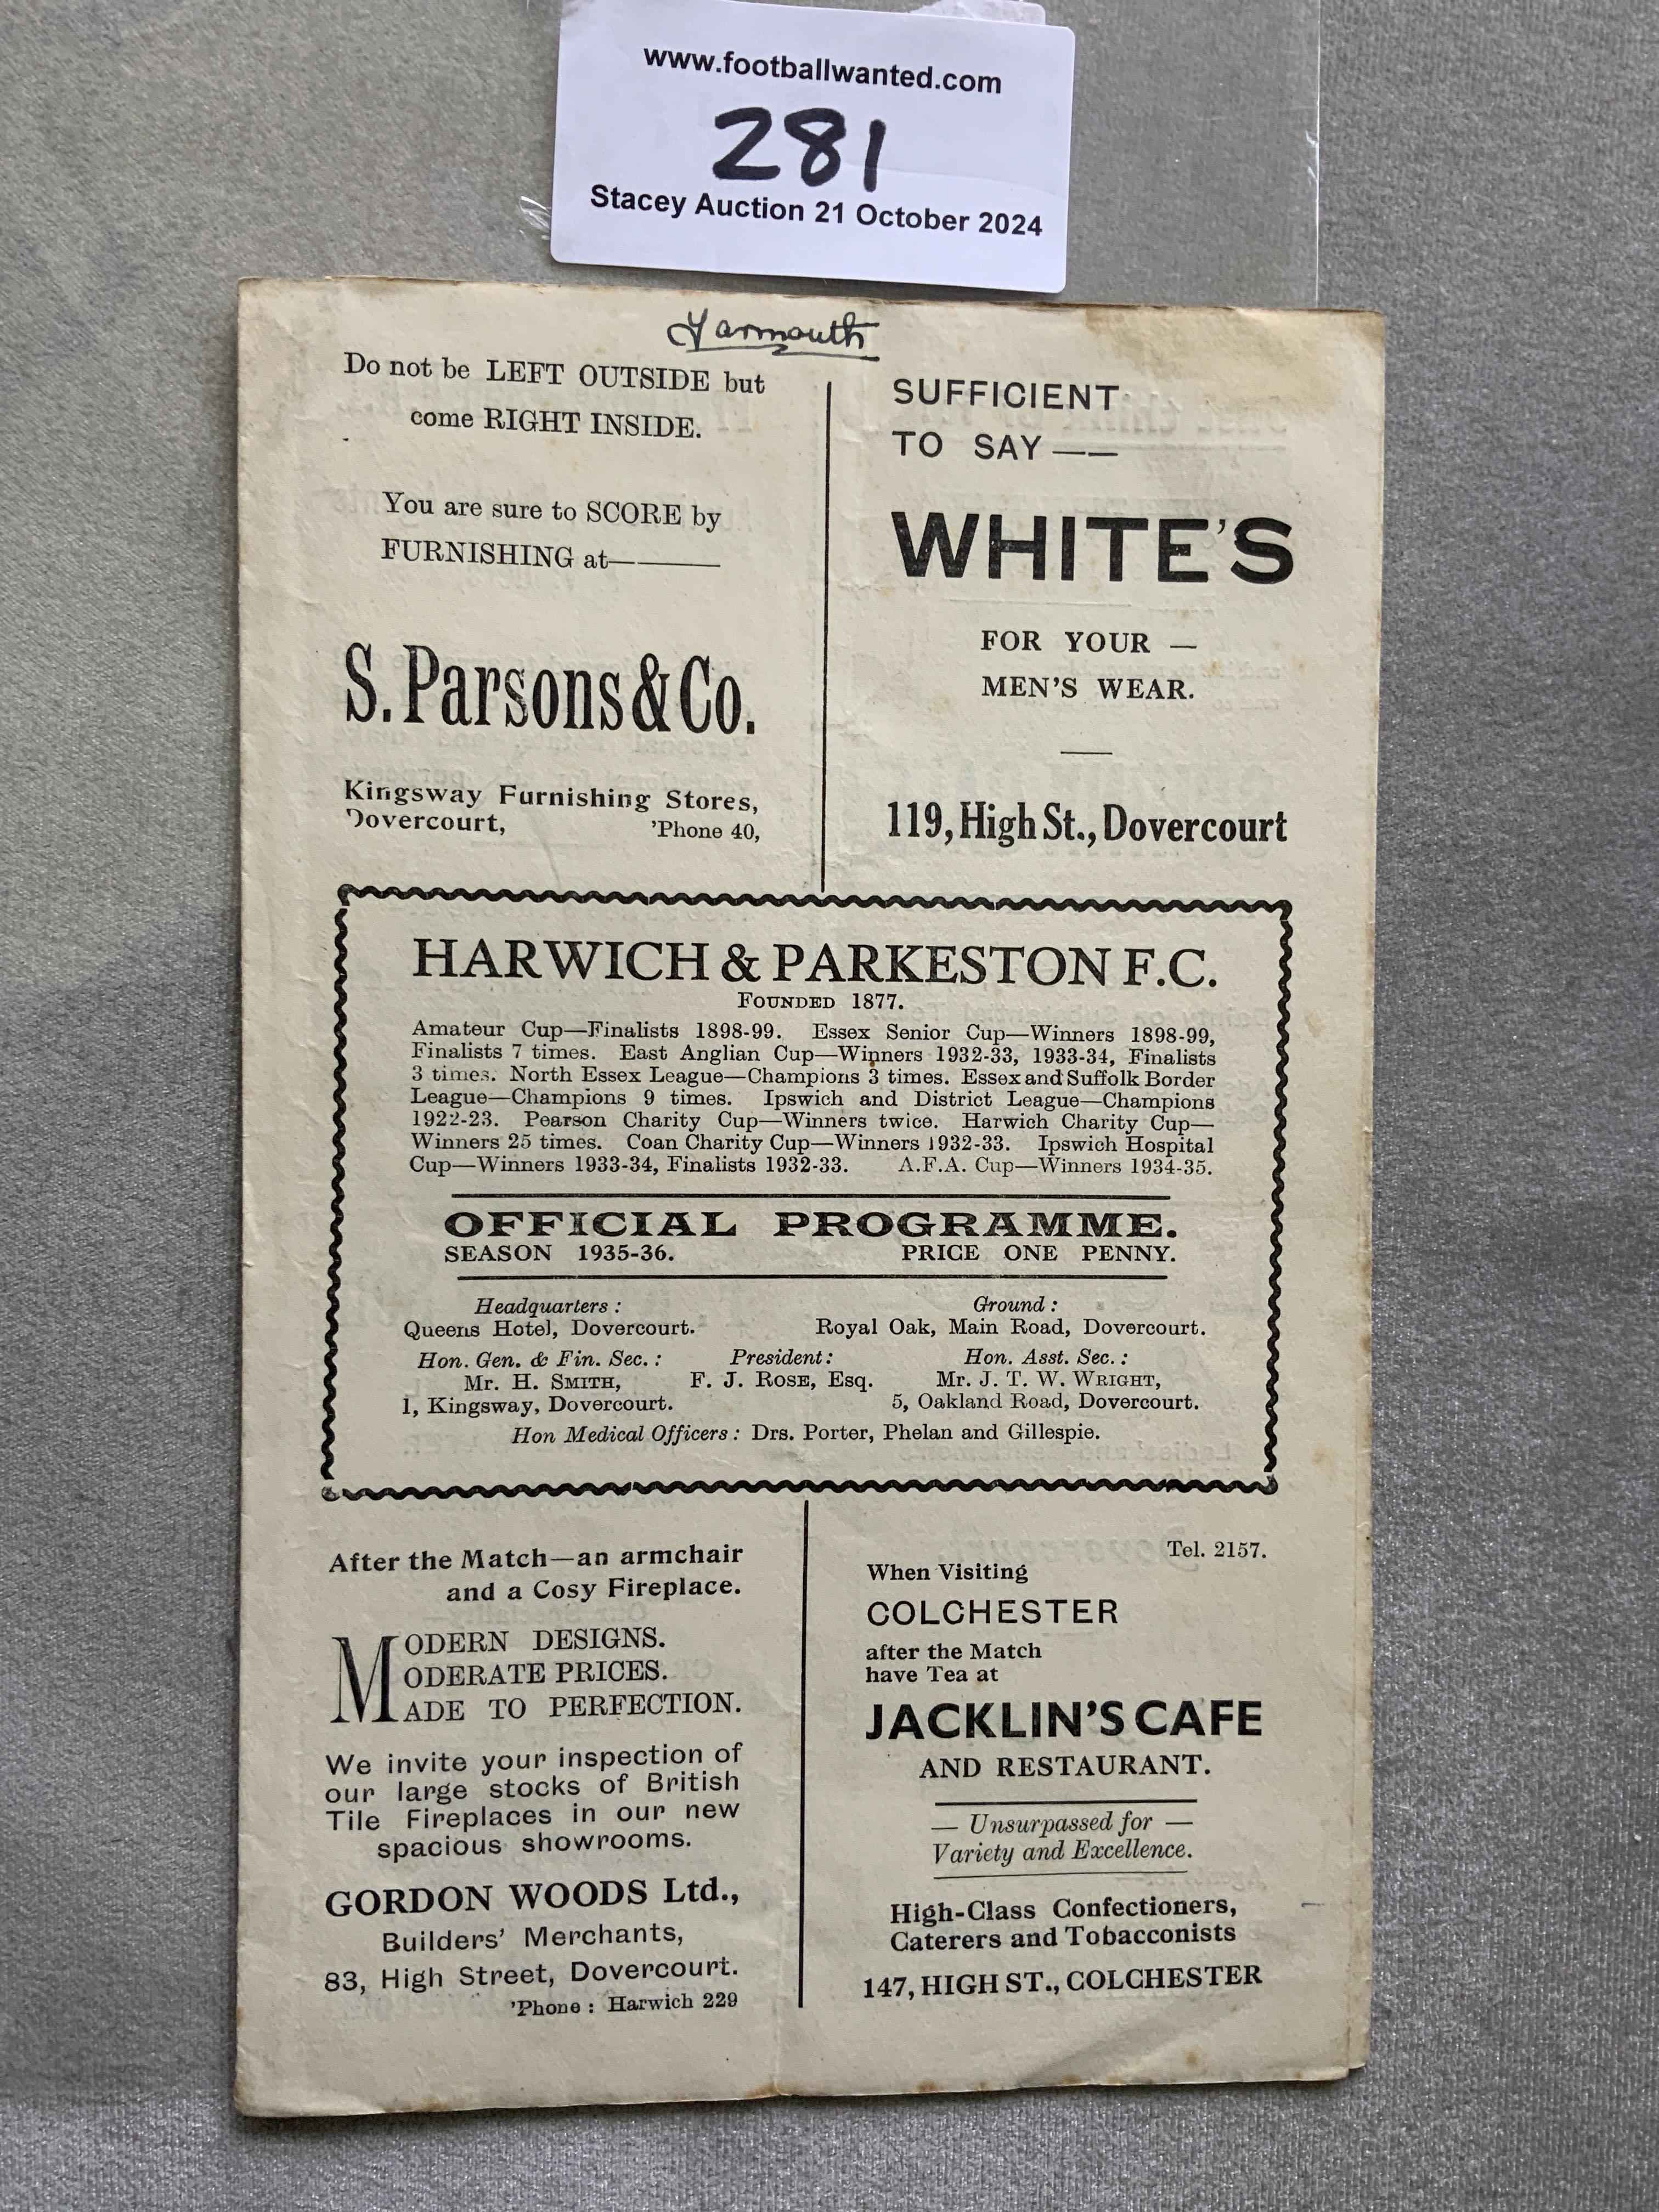 www.footballwanted.com
281
Stacey Auction 21 October 2024
Yarmouth
Do not be LEFT OUTSIDE but
come RIGHT INSIDE.
You are sure to SCORE by
FURNISHING at———
S. Parsons & Co.
Kingsway Furnishing Stores,
Dovercourt, 'Phone 40,
SUFFICIENT
TO SAY ——
WHITE'S
FOR YOUR —
MEN'S WEAR.
119, High St., Dovercourt
HARWICH & PARKESTON F.C.
FOUNDED 1877.
Amateur Cup—Finalists 1898-99. Essex Senior Cup—Winners 1898-99,
Finalists 7 times. East Anglian Cup—Winners 1932-33, 1933-34, Finalists
3 times. North Essex League—Champions 3 times. Essex and Suffolk Border
League—Champions 9 times. Ipswich and District League—Champions
1922-23. Pearson Charity Cup—Winners twice. Harwich Charity Cup—
Winners 25 times. Coan Charity Cup—Winners 1932-33. Ipswich Hospital
Cup—Winners 1933-34, Finalists 1932-33. A.F.A. Cup—Winners 1934-35.
OFFICIAL PROGRAMME.
SEASON 1935-36. PRICE ONE PENNY.
Headquarters : Ground :
Queens Hotel, Dovercourt. Royal Oak, Main Road, Dovercourt.
Hon. Gen. & Fin. Sec. : President : Hon. Asst. Sec. :
Mr. H. SMITH, F. J. ROSE, Esq. Mr. J. T. W. WRIGHT,
1, Kingsway, Dovercourt. 5, Oakland Road, Dovercourt.
Hon Medical Officers : Drs. Porter, Phelan and Gillespie.
After the Match—an armchair
and a Cosy Fireplace.
MODERN DESIGNS.
MODERATE PRICES.
MADE TO PERFECTION.
We invite your inspection of
our large stocks of British
Tile Fireplaces in our new
spacious showrooms.
GORDON WOODS Ltd.,
Builders' Merchants,
83, High Street, Dovercourt.
'Phone : Harwich 229
Tel. 2157.
When Visiting
COLCHESTER
after the Match
have Tea at
JACKLIN'S CAFE
AND RESTAURANT.
— Unsurpassed for —
Variety and Excellence.
High-Class Confectioners,
Caterers and Tobacconists
147, HIGH ST., COLCHESTER